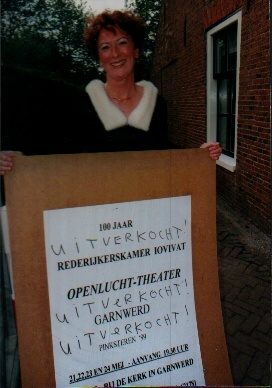 100 JAAR
UITVERKOCHT!
REDERIJKERSKAMER IOVIVAT
OPENLUCHT-THEATER
UITVERKOCHT!
GARNWERD
UITVERKOCHT!
PINKSTEREN '99
21,22,23 EN 24 MEI - AANVANG 19.30 UUR
BIJ DE KERK IN GARNWERD